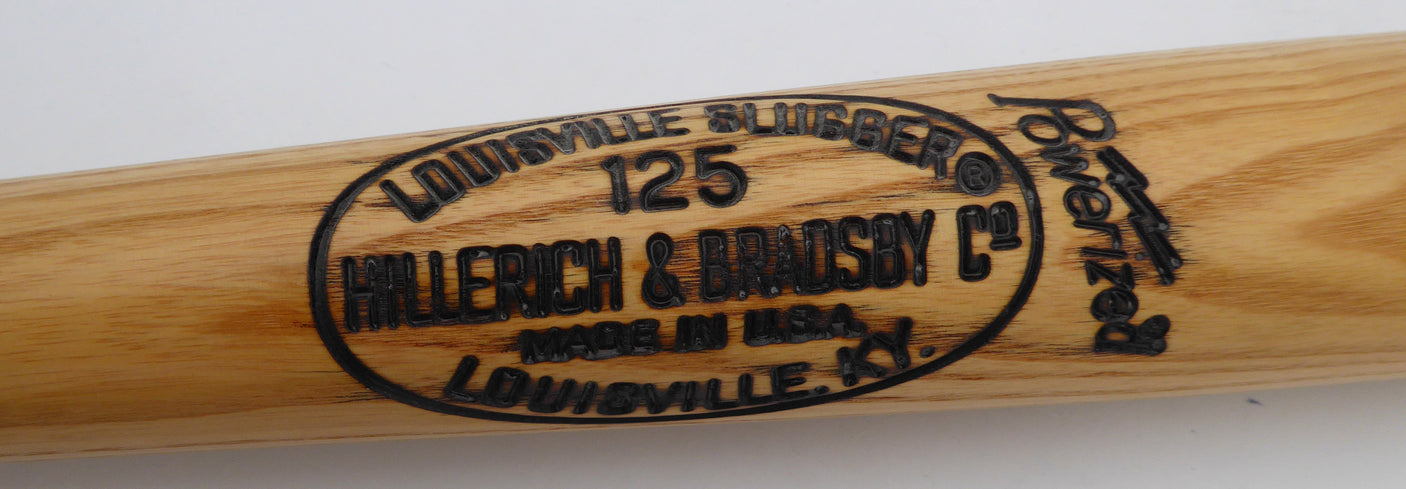 LOUISVILLE SLUGGER®
125
HILLERICH & BRADSBY Cº
MADE IN U.S.A.
LOUISVILLE, KY.
Powerized